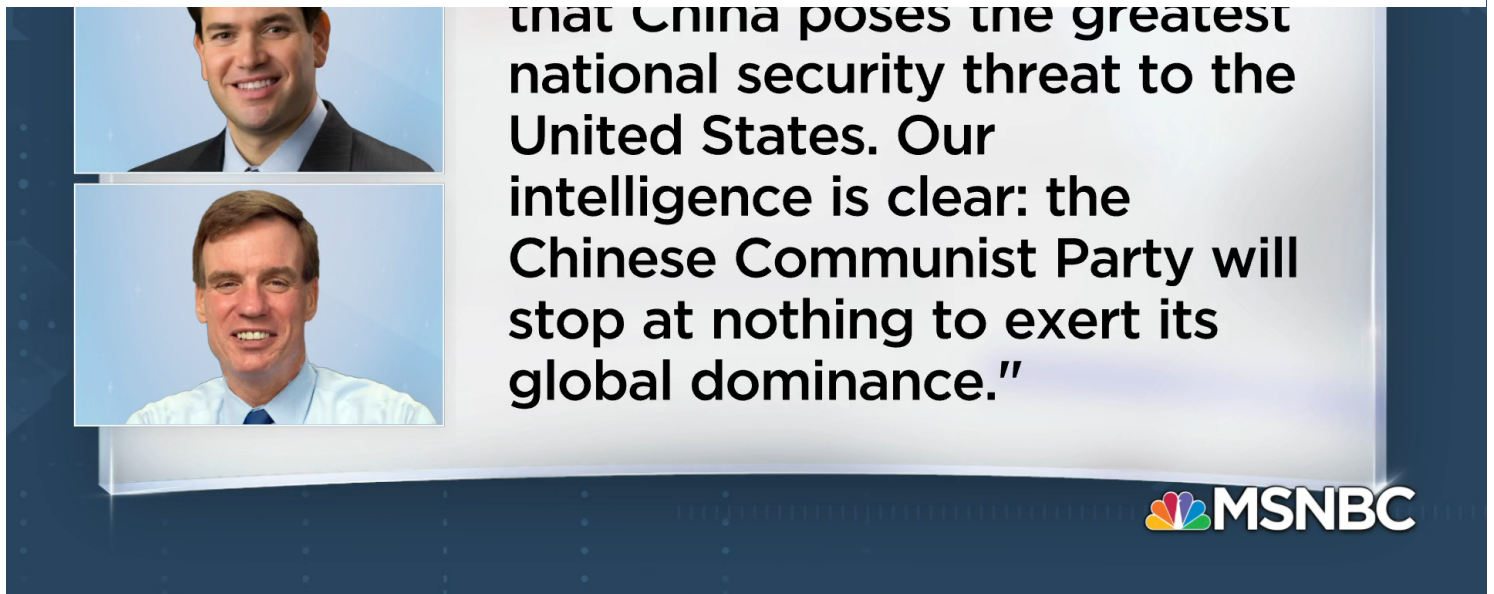 that China poses the greatest
national security threat to the
United States. Our
intelligence is clear: the
Chinese Communist Party will
stop at nothing to exert its
global dominance."
MSNBC